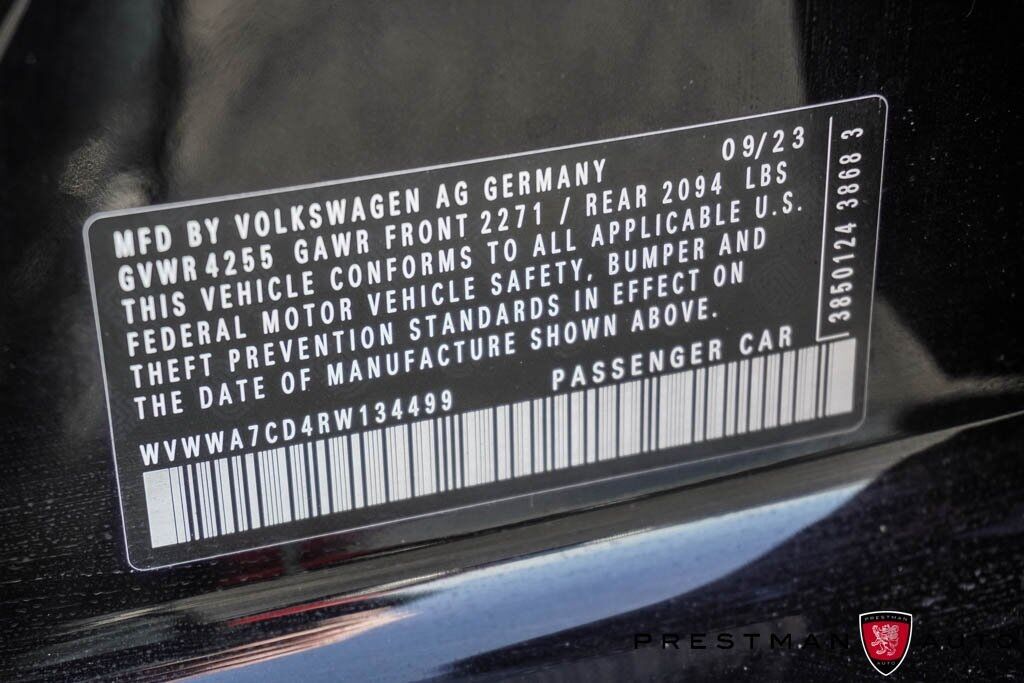 09/23
MFD BY VOLKSWAGEN AG GERMANY
GVWR 4255 GAWR FRONT 2271 / REAR 2094 LBS
THIS VEHICLE CONFORMS TO ALL APPLICABLE U.S.
FEDERAL MOTOR VEHICLE SAFETY, BUMPER AND
THEFT PREVENTION STANDARDS IN EFFECT ON
THE DATE OF MANUFACTURE SHOWN ABOVE.
WVWWA7CD4RW134499
PASSENGER CAR
3850124 3868 3
PRESTMAN AUTO
PRESTMAN
AUTO